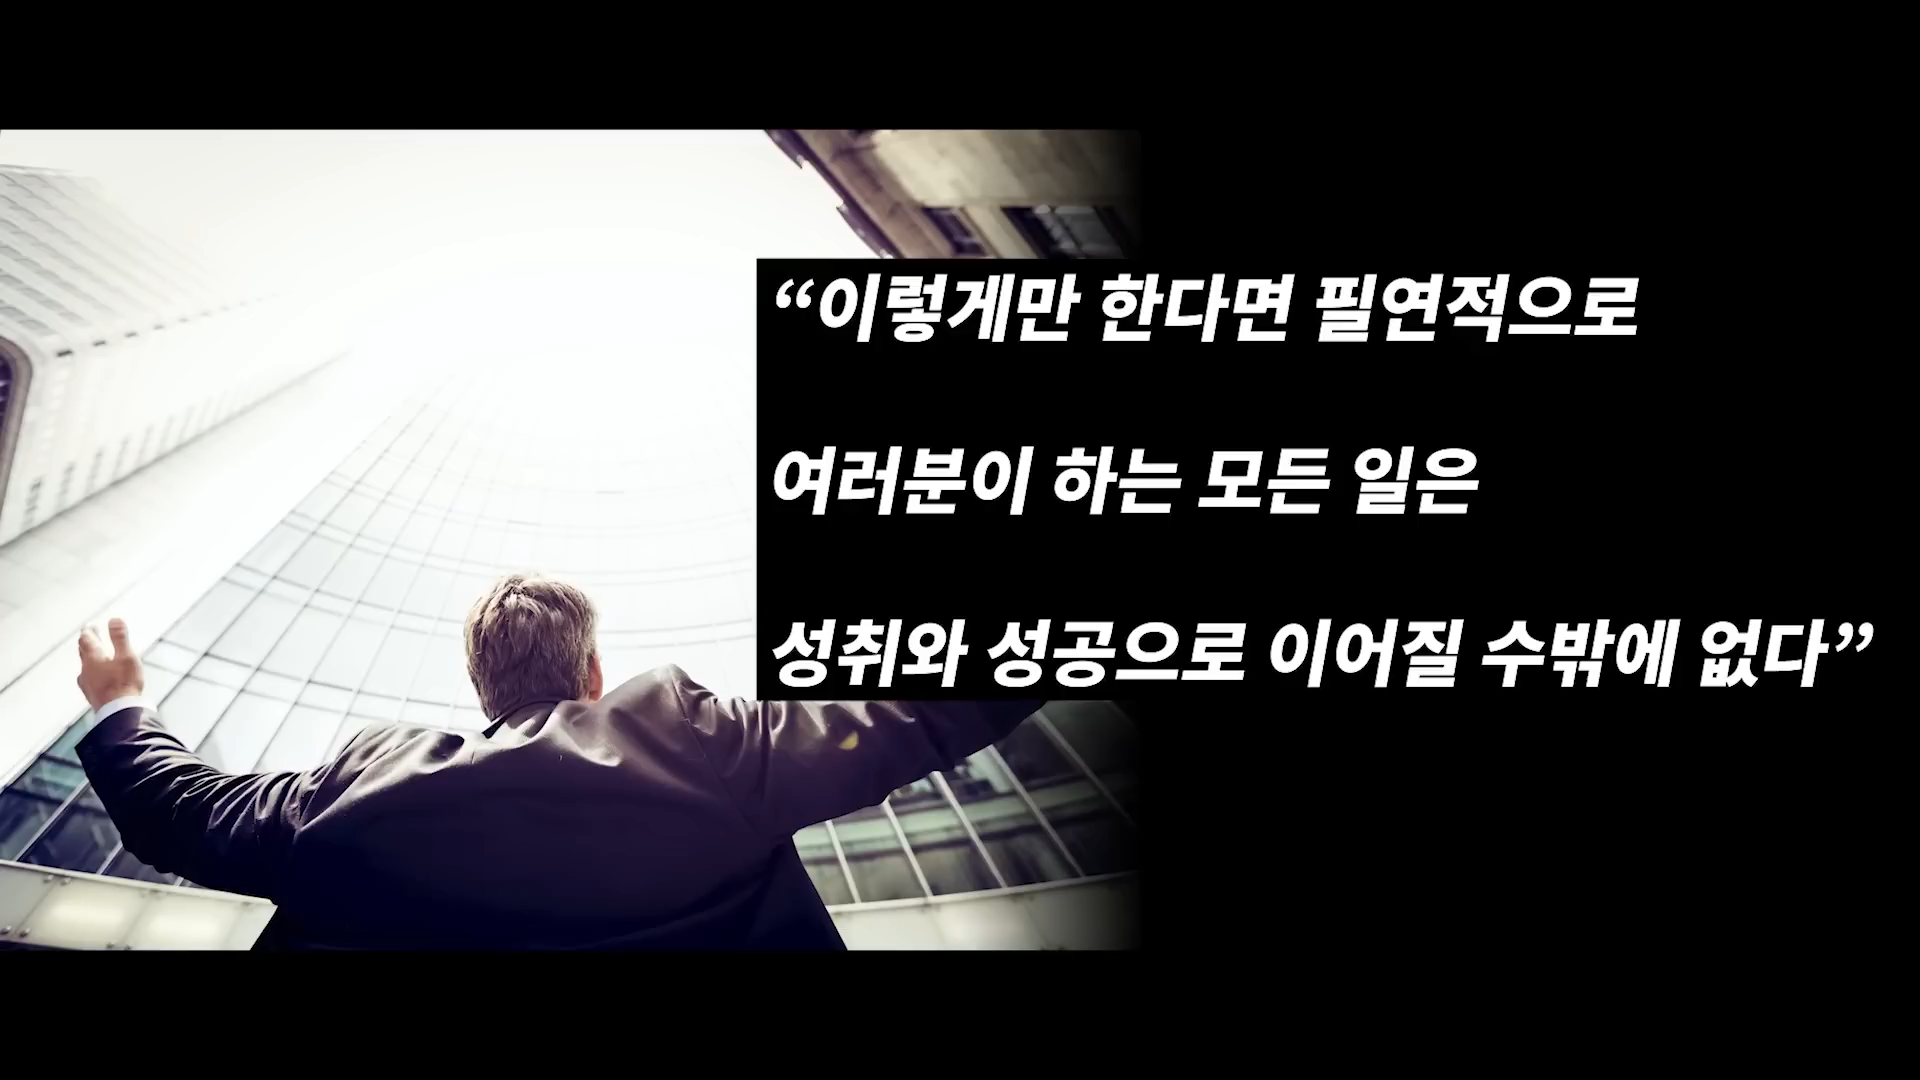 “이렇게만 한다면 필연적으로
여러분이 하는 모든 일은
성취와 성공으로 이어질 수밖에 없다”